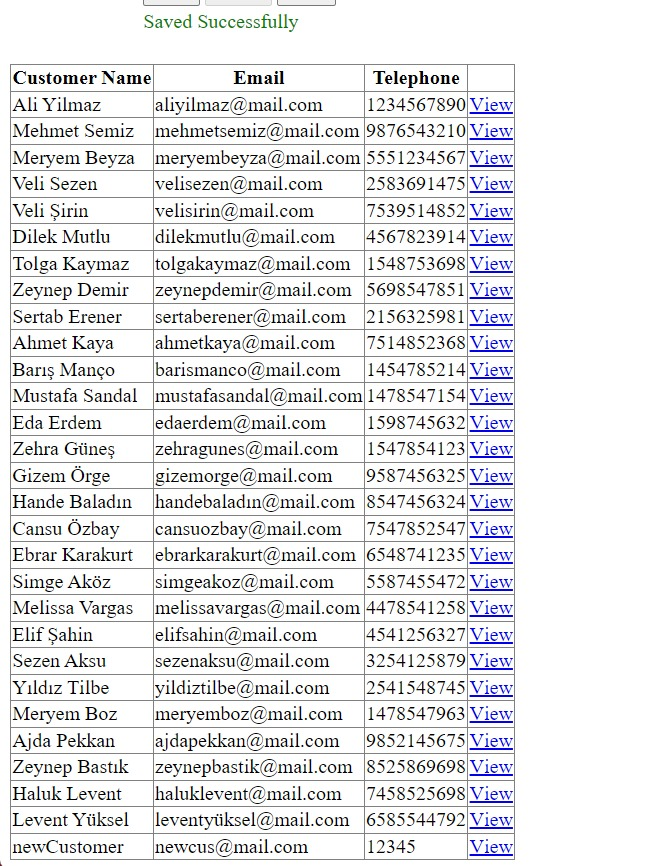 Saved Successfully
Customer Name Email Telephone
Ali Yilmaz aliyilmaz@mail.com 1234567890 View
Mehmet Semiz mehmetsemiz@mail.com 9876543210 View
Meryem Beyza meryembeyza@mail.com 5551234567 View
Veli Sezen velisezen@mail.com 2583691475 View
Veli Şirin velisirin@mail.com 7539514852 View
Dilek Mutlu dilekmutlu@mail.com 4567823914 View
Tolga Kaymaz tolgakaymaz@mail.com 1548753698 View
Zeynep Demir zeynepdemir@mail.com 5698547851 View
Sertab Erener sertaberener@mail.com 2156325981 View
Ahmet Kaya ahmetkaya@mail.com 7514852368 View
Barış Manço barismanco@mail.com 1454785214 View
Mustafa Sandal mustafasandal@mail.com 1478547154 View
Eda Erdem edaerdem@mail.com 1598745632 View
Zehra Güneş zehragunes@mail.com 1547854123 View
Gizem Örge gizemorge@mail.com 9587456325 View
Hande Baladın handebaladın@mail.com 8547456324 View
Cansu Özbay cansuozbay@mail.com 7547852547 View
Ebrar Karakurt ebrarkarakurt@mail.com 6548741235 View
Simge Aköz simgeakoz@mail.com 5587455472 View
Melissa Vargas melissavargas@mail.com 4478541258 View
Elif Şahin elifsahin@mail.com 4541256327 View
Sezen Aksu sezenaksu@mail.com 3254125879 View
Yıldız Tilbe yildiztilbe@mail.com 2541548745 View
Meryem Boz meryemboz@mail.com 1478547963 View
Ajda Pekkan ajdapekkan@mail.com 9852145675 View
Zeynep Bastık zeynepbastik@mail.com 8525869698 View
Haluk Levent haluklevent@mail.com 7458525698 View
Levent Yüksel leventyüksel@mail.com 6585544792 View
newCustomer newcus@mail.com 12345 View